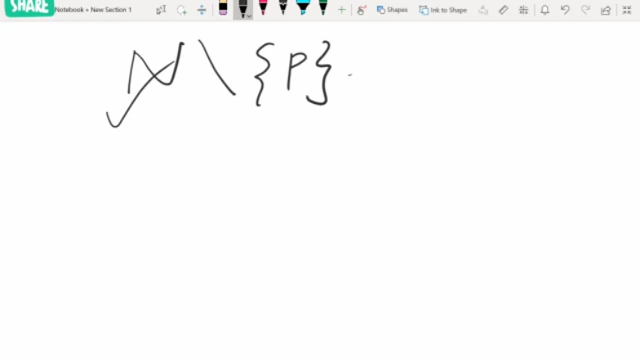 SHARE
Notebook » New Section 1
Shapes
Ink to Shape
N \ {P}